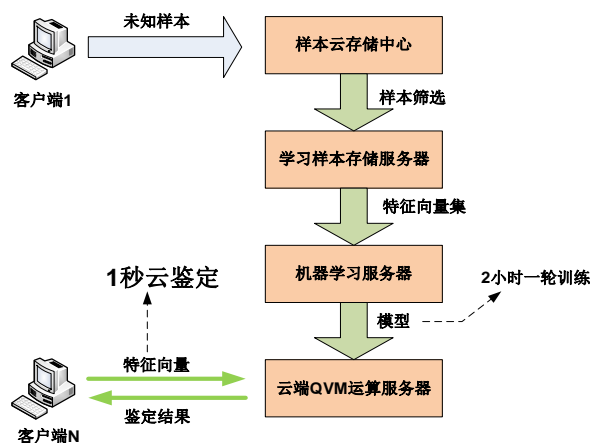 未知样本
样本云存储中心
客户端1
样本筛选
学习样本存储服务器
特征向量集
1秒云鉴定
机器学习服务器
2小时一轮训练
模型
特征向量
云端QVM运算服务器
鉴定结果
客户端N